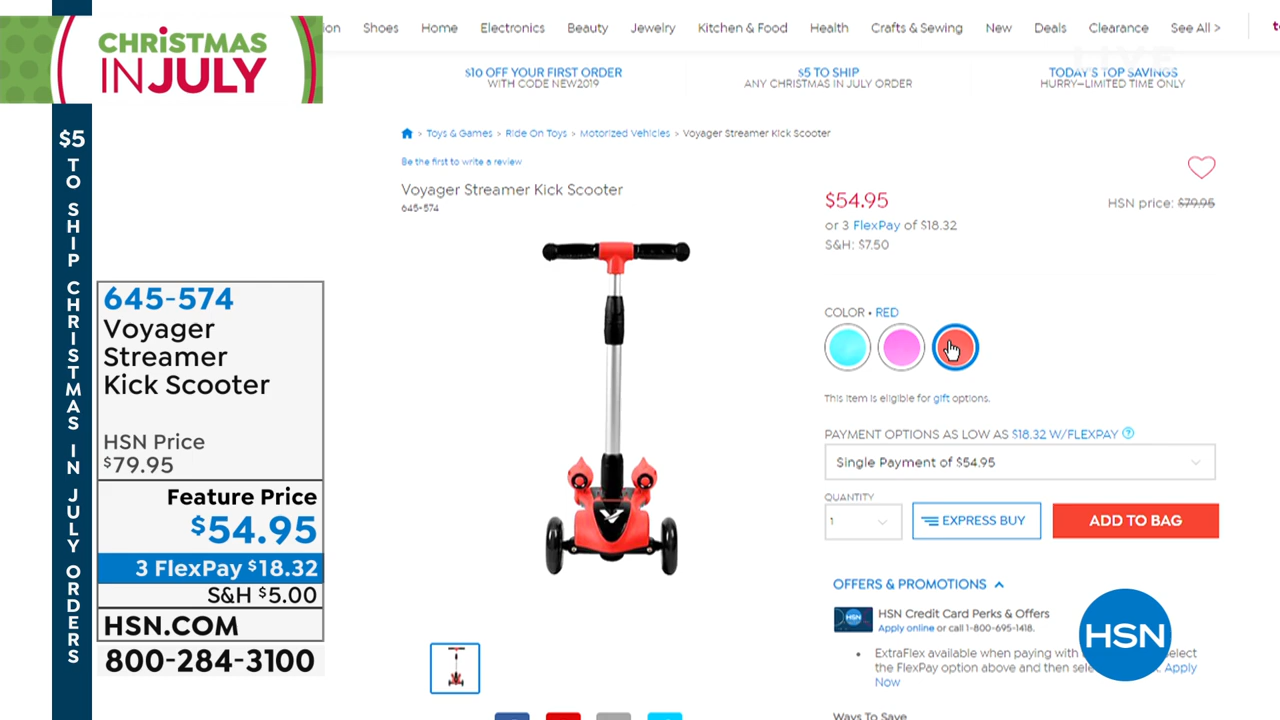 CHRISTMAS
IN JULY
$5 TO SHIP CHRISTMAS IN JULY ORDERS
645-574
Voyager
Streamer
Kick Scooter
HSN Price
$79.95
Feature Price
$54.95
3 FlexPay $18.32
S&H $5.00
HSN.COM
800-284-3100
Shoes Home Electronics Beauty Jewelry Kitchen & Food Health Crafts & Sewing New Deals Clearance See All >
LIVE
$10 OFF YOUR FIRST ORDER
WITH CODE NEW2019
$5 TO SHIP
ANY CHRISTMAS IN JULY ORDER
TODAY'S TOP SAVINGS
HURRY—LIMITED TIME ONLY
> Toys & Games > Ride On Toys > Motorized Vehicles > Voyager Streamer Kick Scooter
Be the first to write a review
Voyager Streamer Kick Scooter
645-574
$54.95
HSN price: $79.95
or 3 FlexPay of $18.32
S&H: $7.50
COLOR • RED
This item is eligible for gift options.
PAYMENT OPTIONS AS LOW AS $18.32 W/FLEXPAY ?
Single Payment of $54.95
QUANTITY
1
EXPRESS BUY
ADD TO BAG
OFFERS & PROMOTIONS
HSN Credit Card Perks & Offers
Apply online or call 1-800-695-1418.
• ExtraFlex available when paying with
the FlexPay option above and then
Apply
Now
HSN
Ways To Save